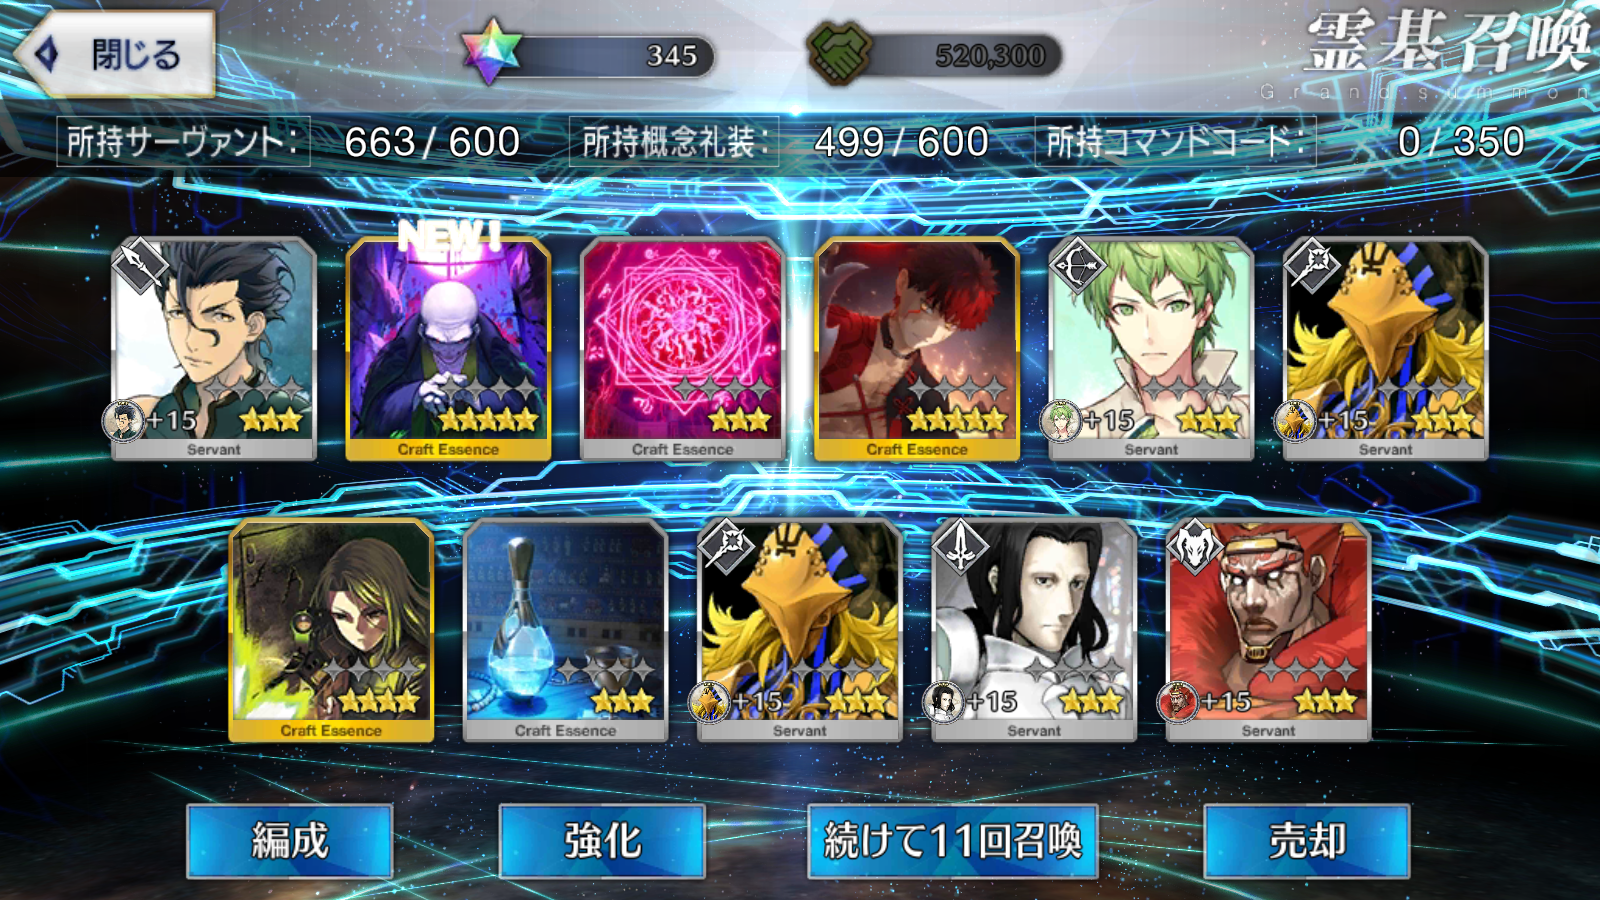 閉じる
345
520,300
霊基召喚
Grand summon
所持サーヴァント: 663 / 600
所持概念礼装: 499 / 600
所持コマンドコード: 0 / 350
NEW!
+15
+15
+15
Servant
Craft Essence
Craft Essence
Craft Essence
Servant
Servant
+15
+15
+15
Craft Essence
Craft Essence
Servant
Servant
Servant
編成
強化
続けて11回召喚
売却